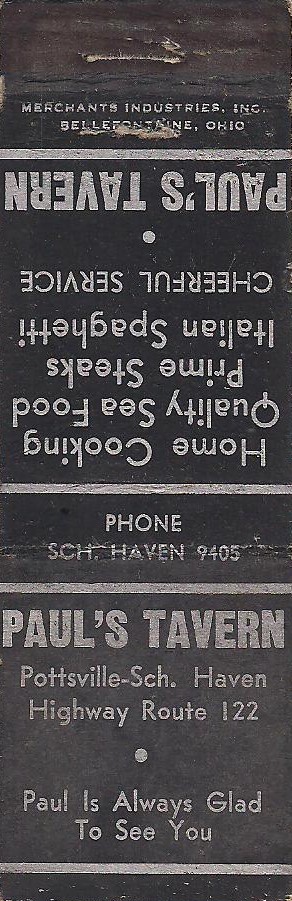 MERCHANTS INDUSTRIES, INC.
BELLEFONTAINE, OHIO
Home Cooking
Quality Sea Food
Prime Steaks
Italian Spaghetti
CHEERFUL SERVICE
•
PAUL'S TAVERN
PHONE
SCH. HAVEN 9405
PAUL'S TAVERN
Pottsville-Sch. Haven
Highway Route 122
•
Paul Is Always Glad
To See You